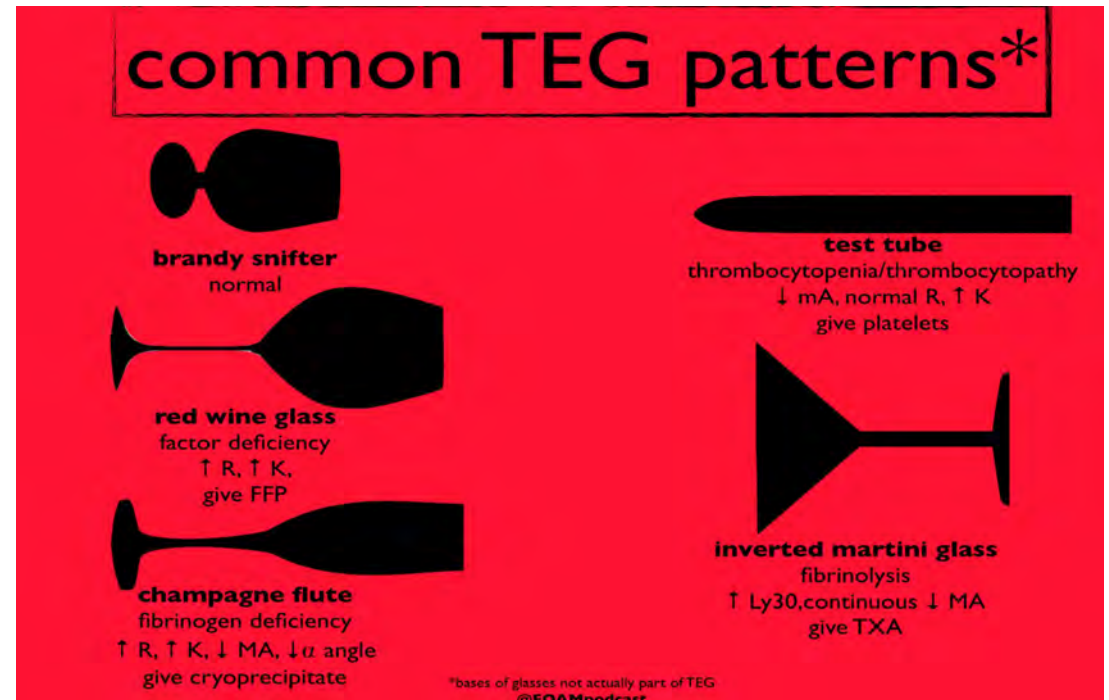 common TEG patterns*
brandy snifter
normal
red wine glass
factor deficiency
↑ R, ↑ K,
give FFP
champagne flute
fibrinogen deficiency
↑ R, ↑ K, ↓ MA, ↓α angle
give cryoprecipitate
test tube
thrombocytopenia/thrombocytopathy
↓ mA, normal R, ↑ K
give platelets
inverted martini glass
fibrinolysis
↑ Ly30,continuous ↓ MA
give TXA
*bases of glasses not actually part of TEG
@FOAMpodcast